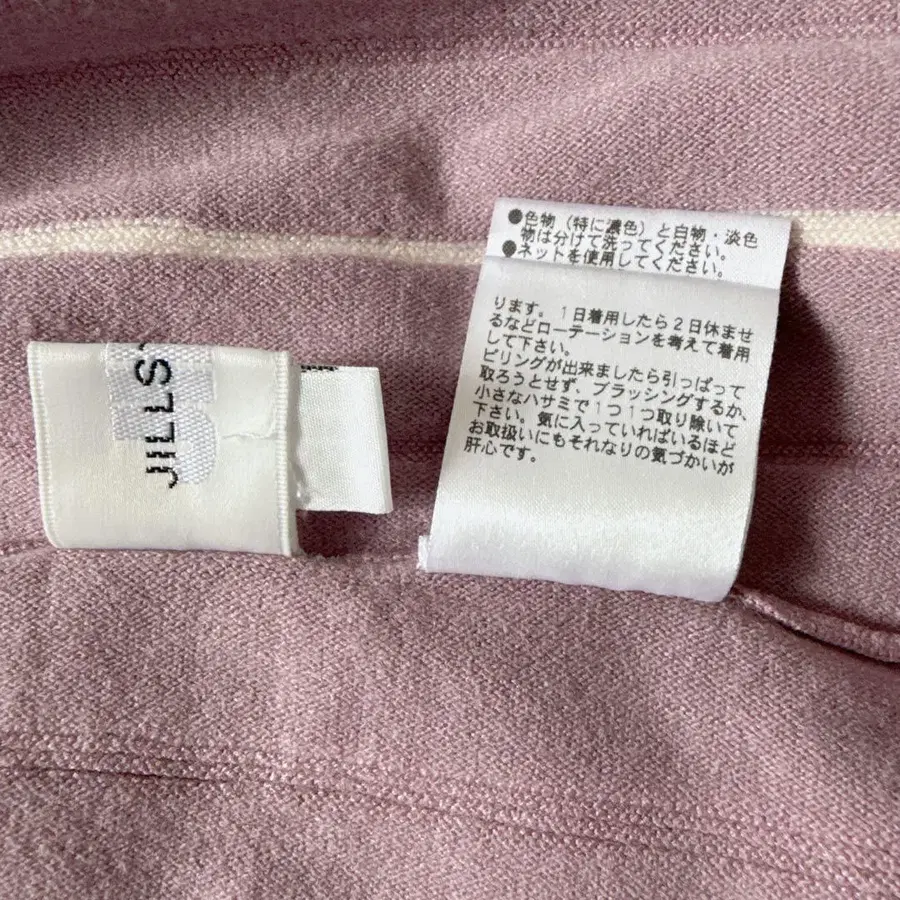 JILLS
●色物（特に濃色）と白物・淡色
物は分けて洗ってください。
●ネットを使用してください。
ります。1日着用したら2日休ませ
るなどローテーションを考えて着用
して下さい。
ピリングが出来ましたら引っぱって
取ろうとせず、ブラッシングするか、
小さなハサミで1つ1つ取り除いて
下さい。気に入っていればいるほど
お取扱いにもそれなりの気づかいが
肝心です。